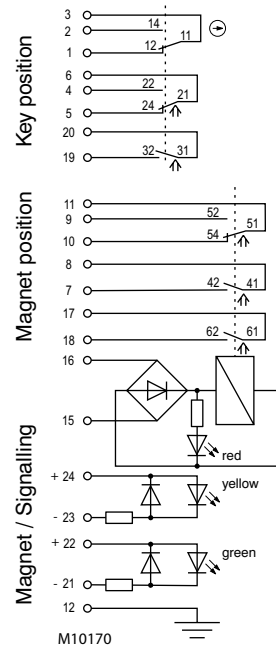 Key position
3
2 14
11
1 12
6
4 22
21
5 24
20
19 32 31
Magnet position
11
9 52
51
10 54
8
7 42 41
17
18 62 61
Magnet / Signalling
16
15
red
+ 24
yellow
- 23
+ 22
green
- 21
12
M10170